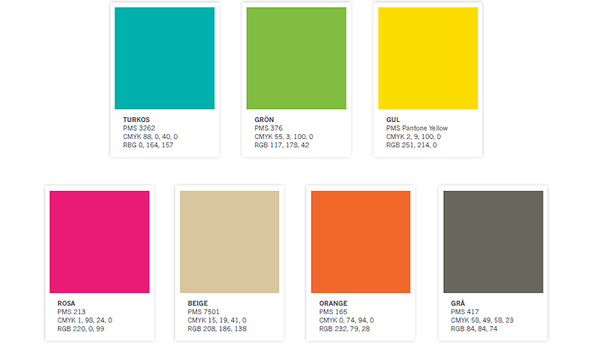 TURKOS
PMS 3262
CMYK 88, 0, 40, 0
RBG 0, 164, 157
GRÖN
PMS 376
CMYK 55, 3, 100, 0
RGB 117, 178, 42
GUL
PMS Pantone Yellow
CMYK 2, 9, 100, 0
RGB 251, 214, 0
ROSA
PMS 213
CMYK 1, 98, 24, 0
RGB 220, 0, 99
BEIGE
PMS 7501
CMYK 15, 19, 41, 0
RGB 208, 186, 138
ORANGE
PMS 165
CMYK 0, 74, 94, 0
RGB 232, 79, 28
GRÅ
PMS 417
CMYK 58, 49, 58, 23
RGB 84, 84, 74